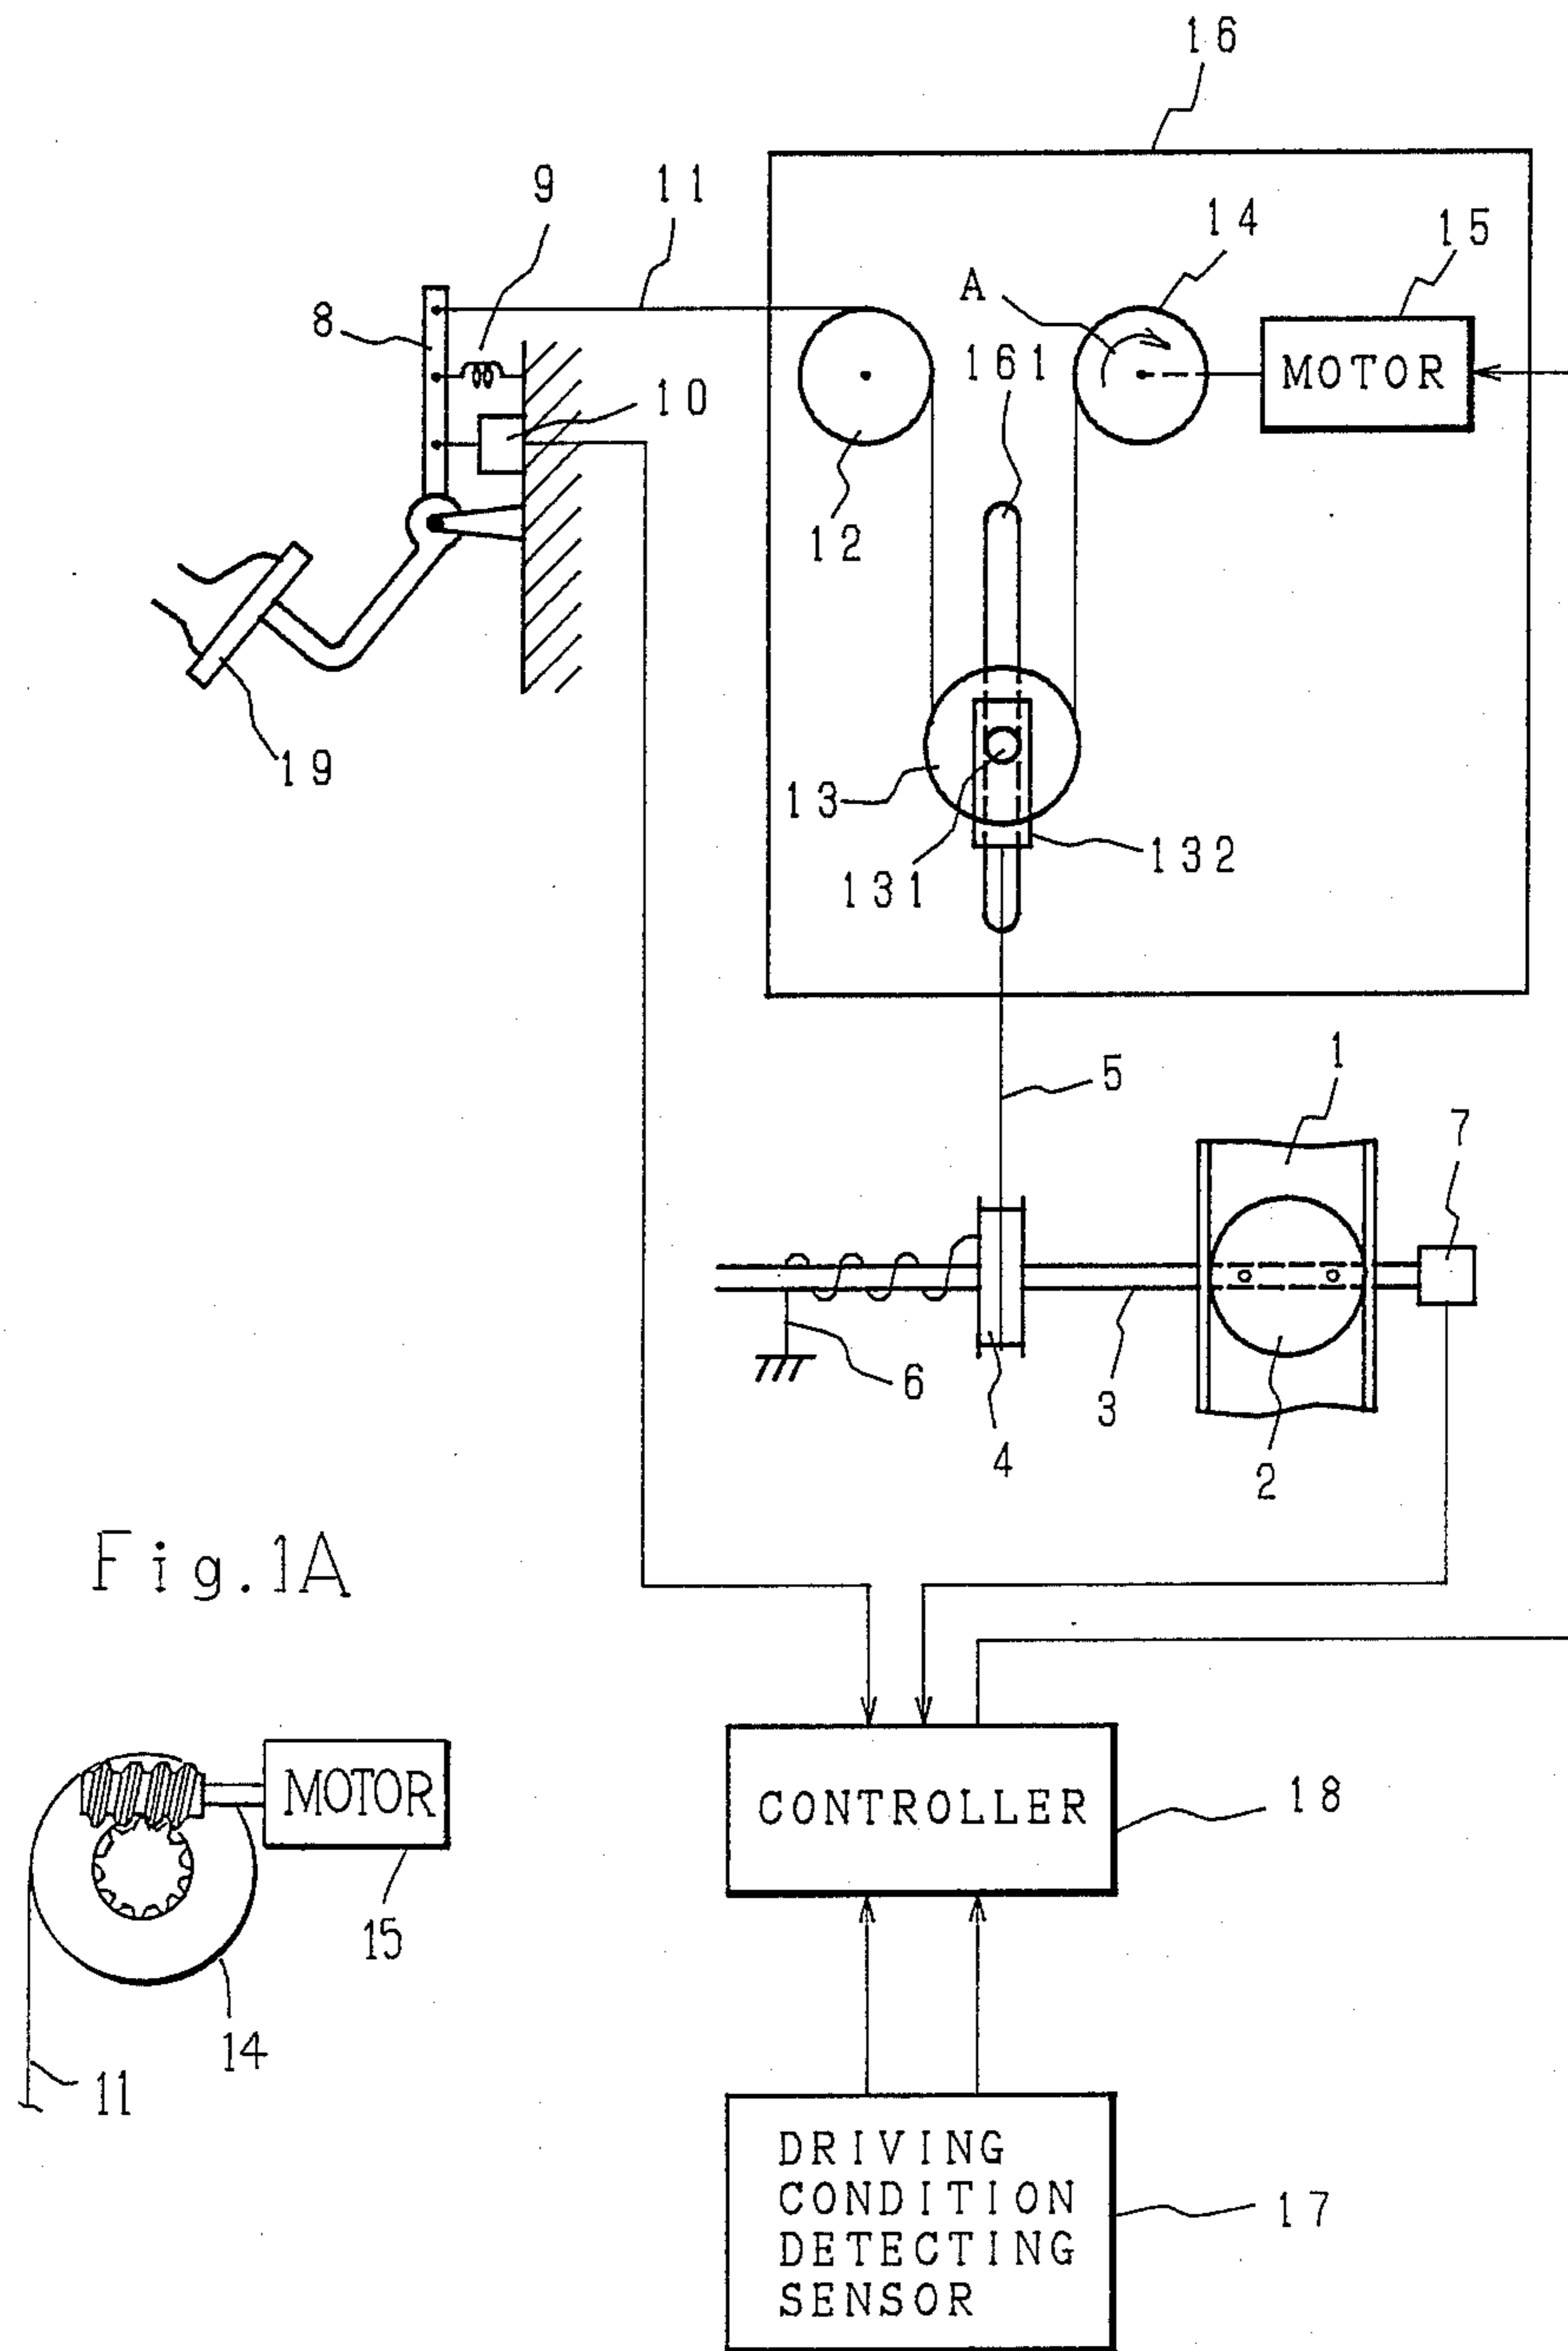 16
9
11
14
15
8
A
161
MOTOR
10
12
19
13
132
131
5
1
7
6
3
4
2
Fig.1A
MOTOR
CONTROLLER
18
15
14
11
DRIVING
CONDITION
DETECTING
SENSOR
17